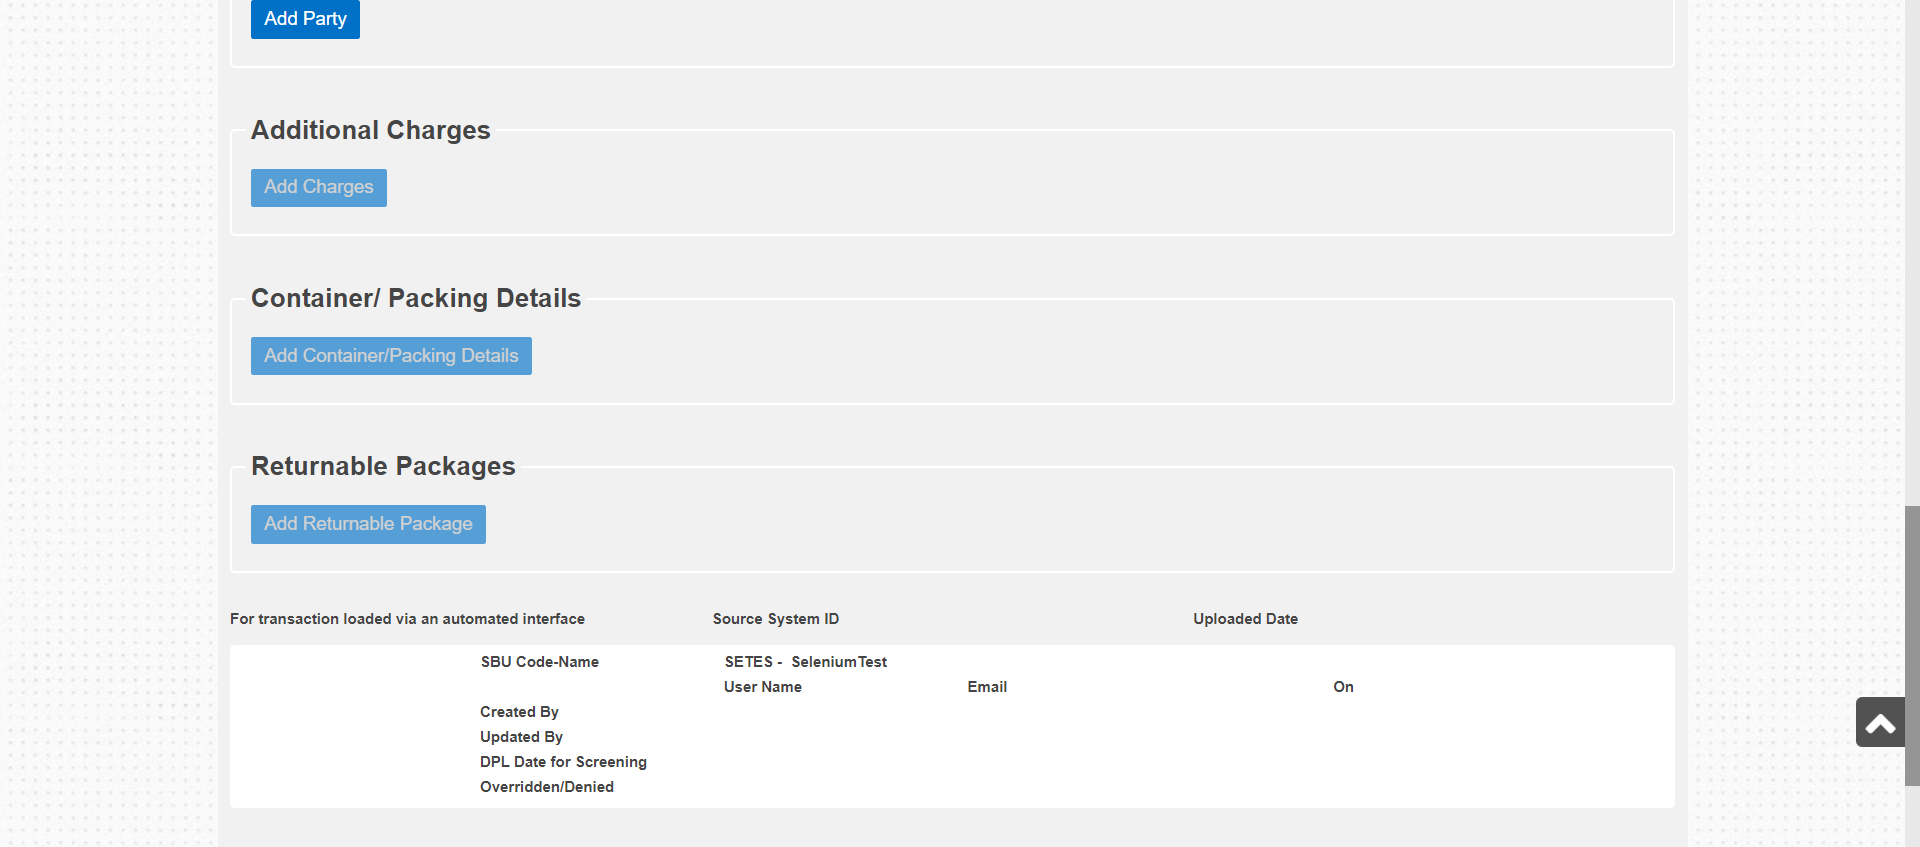 Add Party
Additional Charges
Add Charges
Container/ Packing Details
Add Container/Packing Details
Returnable Packages
Add Returnable Package
For transaction loaded via an automated interface Source System ID Uploaded Date
SBU Code-Name SETES - SeleniumTest
User Name Email On
Created By
Updated By
DPL Date for Screening
Overridden/Denied